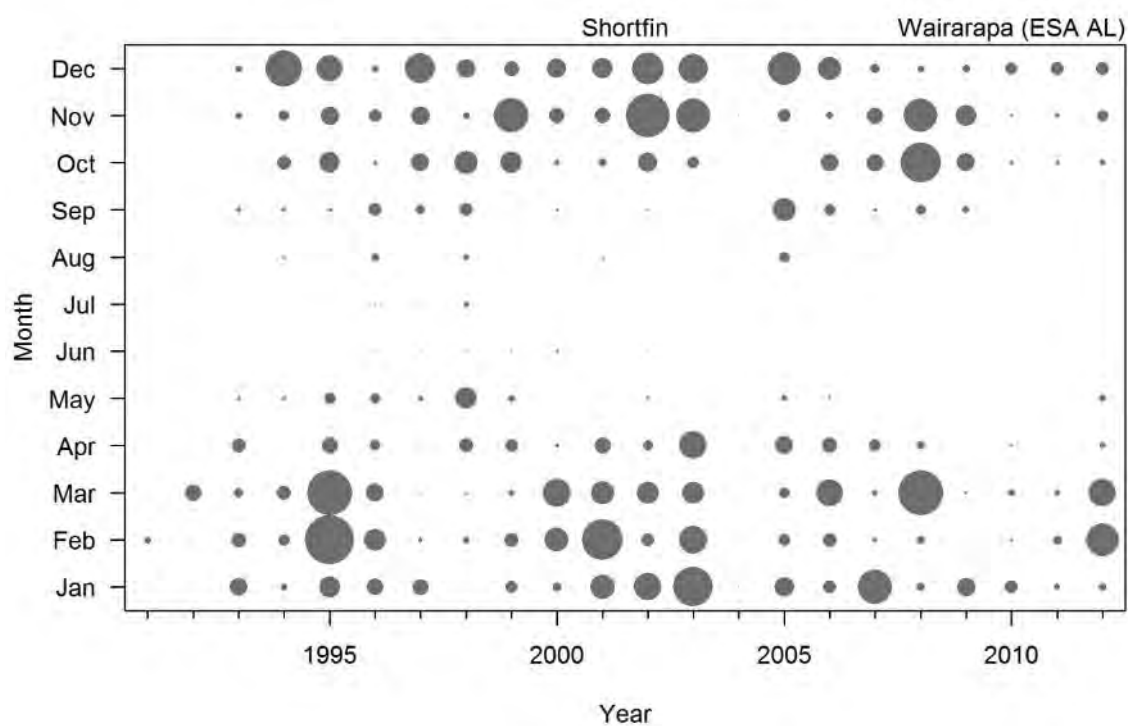 Shortfin Wairarapa (ESA AL)
Dec
Nov
Oct
Sep
Aug
Jul
Jun
May
Apr
Mar
Feb
Jan
Month
1995 2000 2005 2010
Year